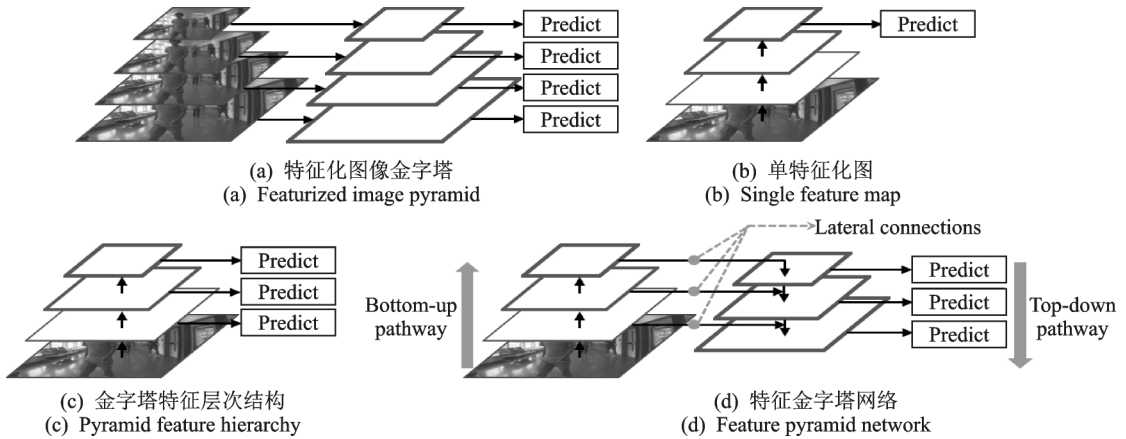 Predict
Predict
Predict
Predict
Predict
(a) 特征化图像金字塔
(a) Featurized image pyramid
(b) 单特征化图
(b) Single feature map
Predict
Predict
Predict
(c) 金字塔特征层次结构
(c) Pyramid feature hierarchy
Lateral connections
Bottom-up
pathway
Predict
Predict
Predict
Top-down
pathway
(d) 特征金字塔网络
(d) Feature pyramid network